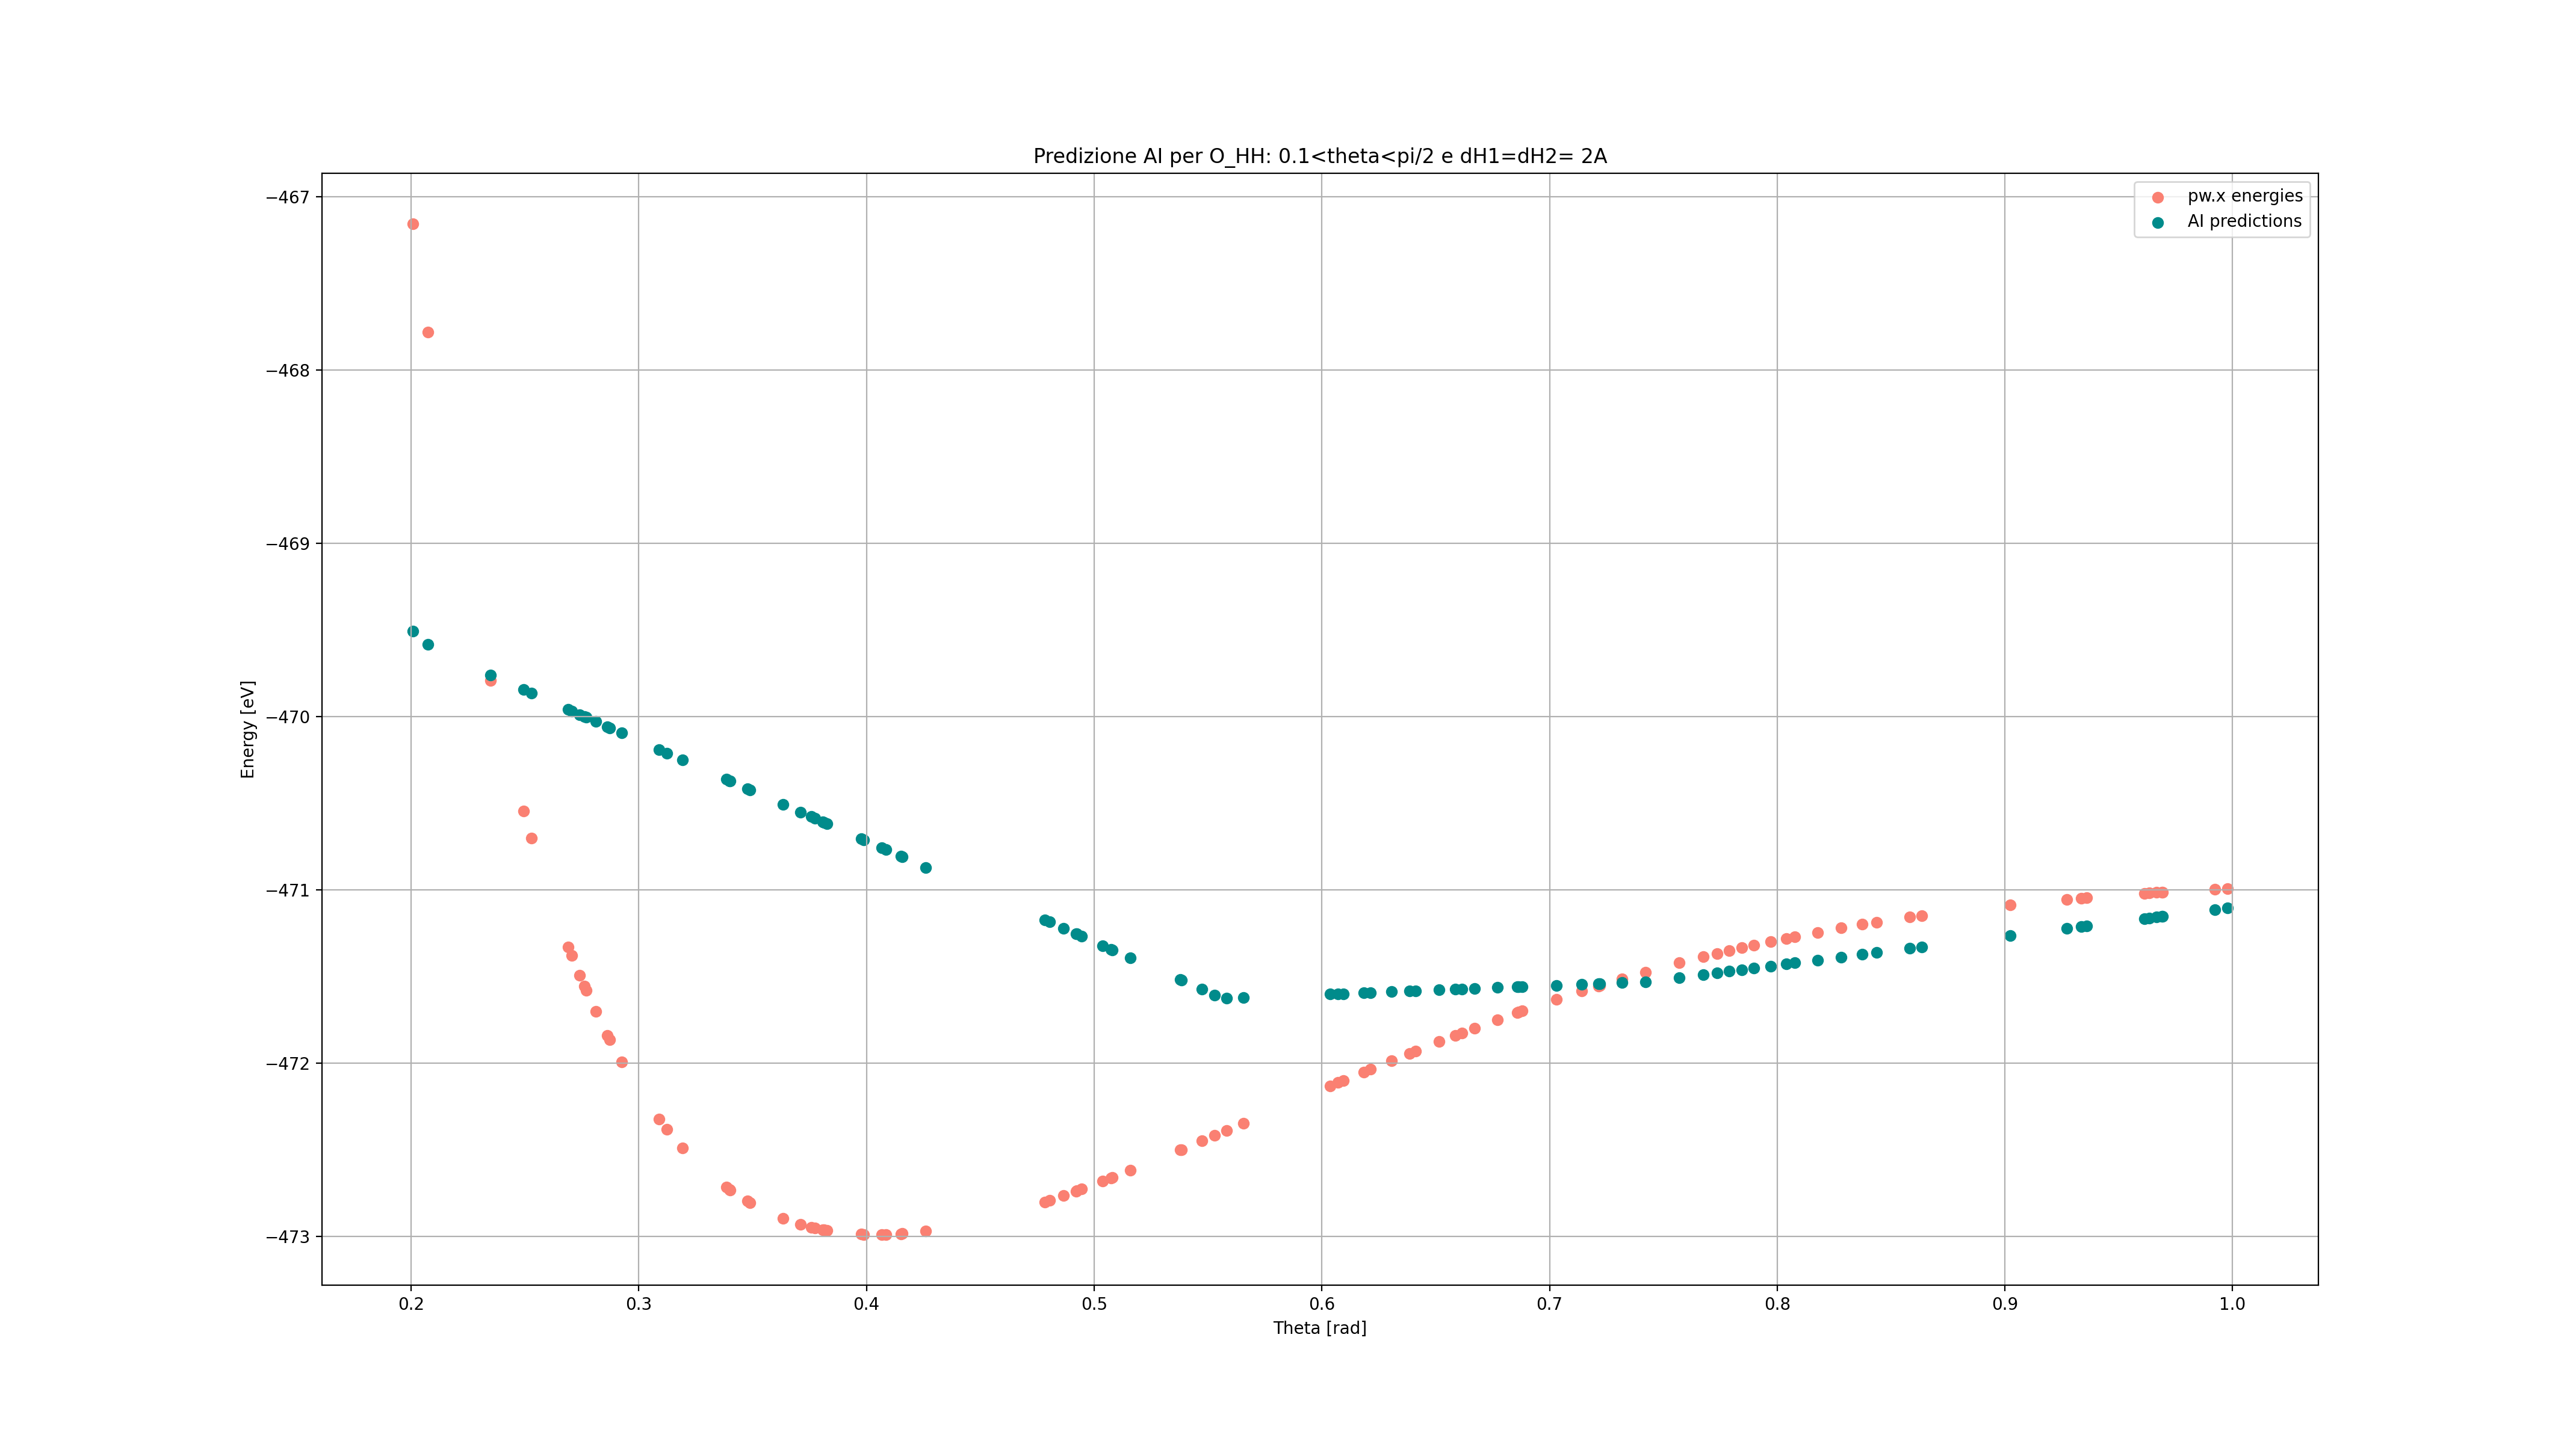 Predizione AI per O_HH: 0.1<theta<pi/2 e dH1=dH2= 2A
pw.x energies
AI predictions
−467
−468
−469
−470
−471
−472
−473
Energy [eV]
0.2 0.3 0.4 0.5 0.6 0.7 0.8 0.9 1.0
Theta [rad]